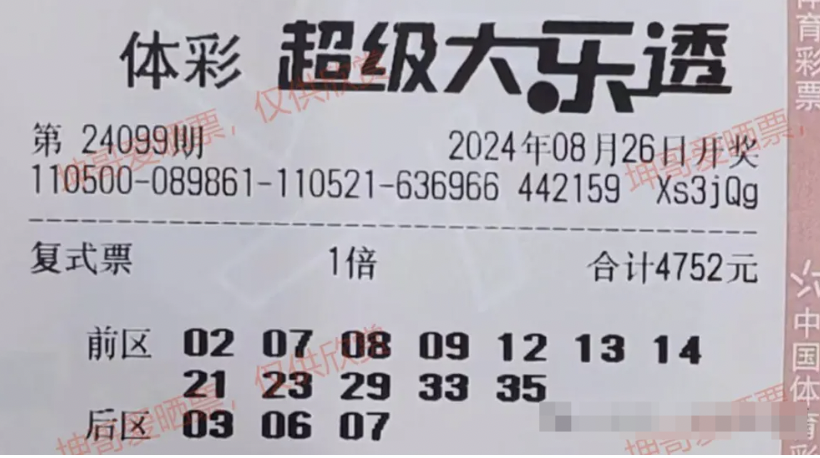 体彩 超级大乐透
第 24099期 2024年08月26日开奖
110500-089861-110521-636966 442159 Xs3jQg
复式票 1倍 合计4752元
前区 02 07 08 09 12 13 14
21 23 29 33 35
后区 03 06 07
坤哥爱晒票，仅供欣赏
坤哥爱晒票，
坤哥爱晒票，仅供欣赏
坤哥爱晒票，
体育彩票
中国体育彩